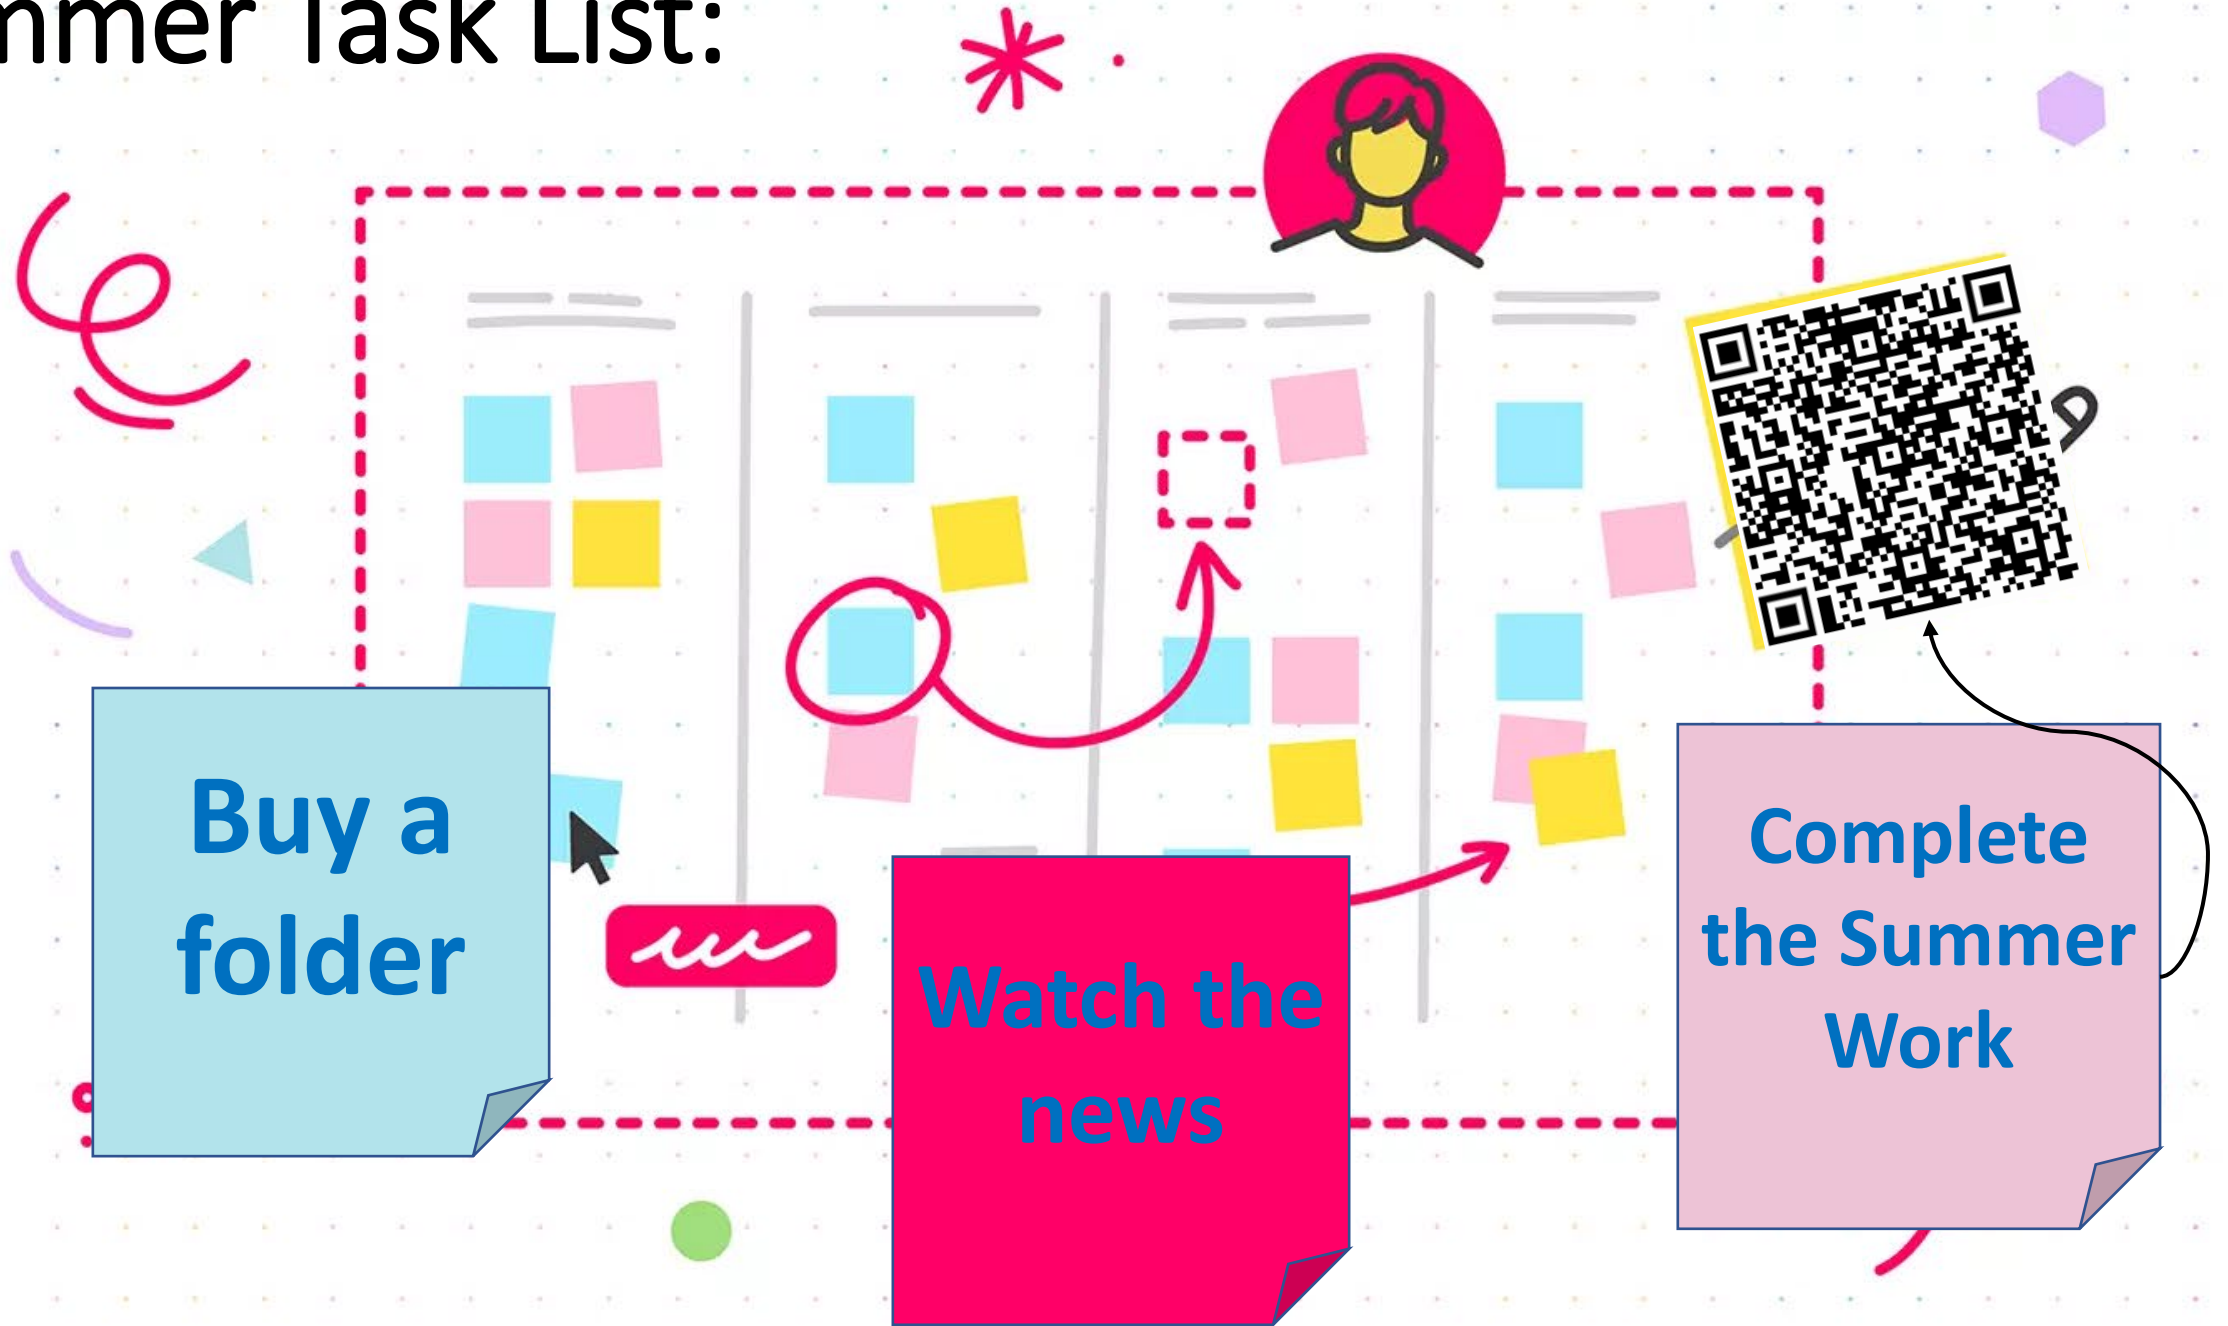 mmer Task List:
Buy a
folder
Watch the
news
Complete
the Summer
Work